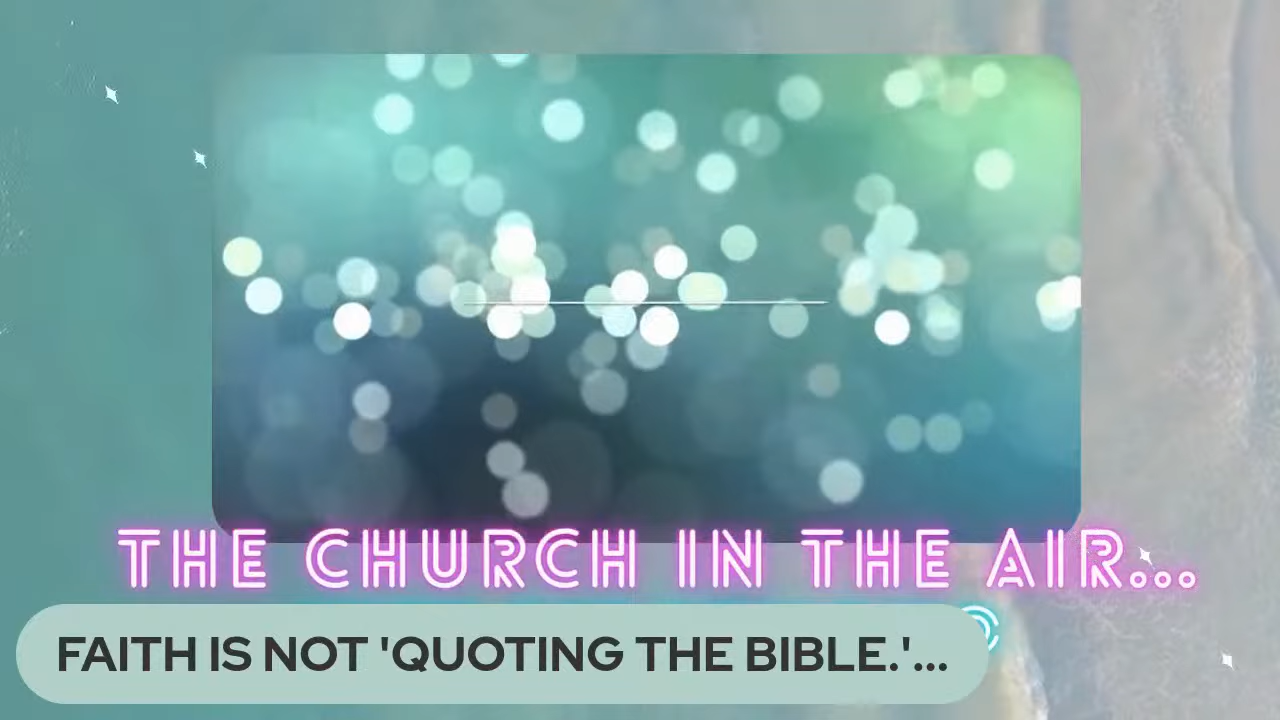 THE CHURCH IN THE AIR...
FAITH IS NOT 'QUOTING THE BIBLE.'...